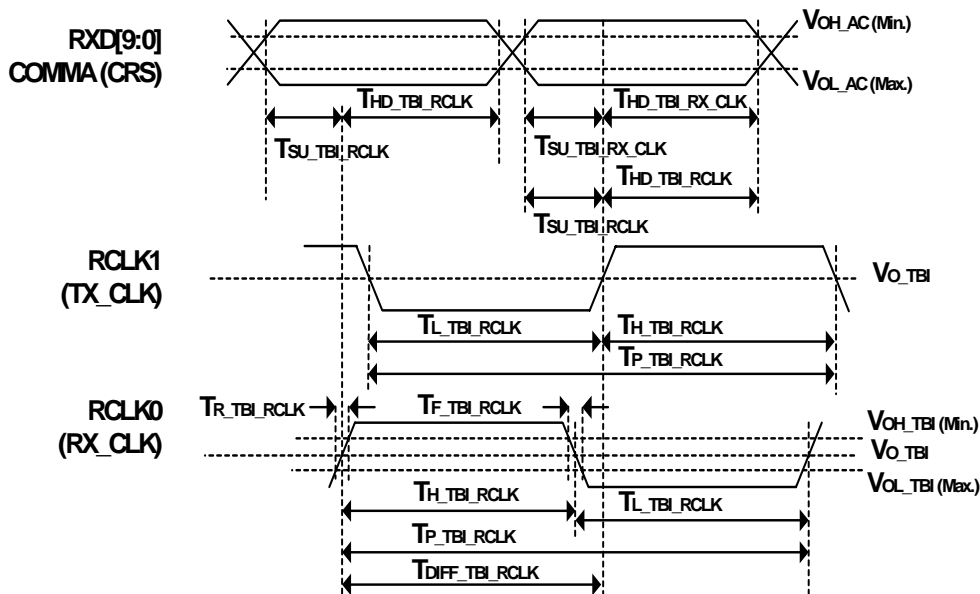 RXD[9:0]
COMMA (CRS)
VOH_AC (Min.)
VOL_AC (Max.)
THD_TBI_RCLK
THD_TBI_RX_CLK
TSU_TBI_RCLK
TSU_TBI_RX_CLK
THD_TBI_RCLK
TSU_TBI_RCLK
RCLK1
(TX_CLK)
VO_TBI
TL_TBI_RCLK
TH_TBI_RCLK
TP_TBI_RCLK
RCLK0
(RX_CLK)
TR_TBI_RCLK
TF_TBI_RCLK
VOH_TBI (Min.)
VO_TBI
VOL_TBI (Max.)
TH_TBI_RCLK
TL_TBI_RCLK
TP_TBI_RCLK
TDIFF_TBI_RCLK